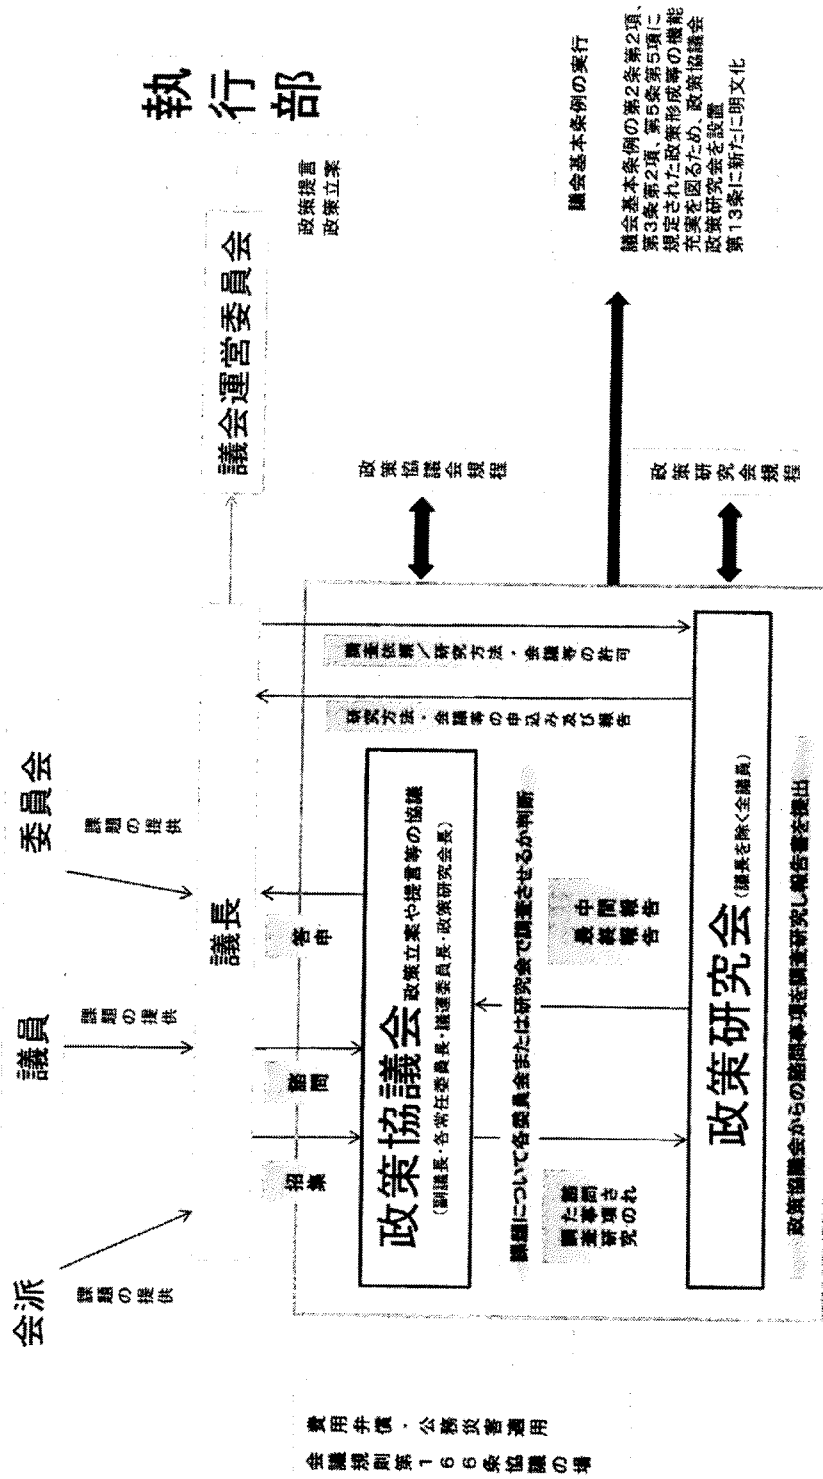 会派
課題の提供
議員
課題の提供
委員会
課題の提供
議長
議会運営委員会
執行部
政策提言
政策立案
招集
諮問
答申
政策協議会 政策立案や提言等の協議
（副議長・各常任委員長・議運委員長・政策研究会長）
研究方法・会議等の申込み及び報告
調査依頼／研究方法・会議等の許可
政策協議会規程
課題について各委員会または研究会で調査させるか判断
諮問された事項の調査研究
中間報告
最終報告
政策研究会（議長を除く全議員）
政策協議会からの諮問事項を調査研究し報告書を提出
政策研究会規程
議会基本条例の実行
議会基本条例の第2条第2項、
第3条第2項、第5条第5項に
規定された政策形成等の機能
充実を図るため、政策協議会
政策研究会を設置
第13条に新たに明文化
費用弁償・公務災害適用
会議規則第166条協議の場